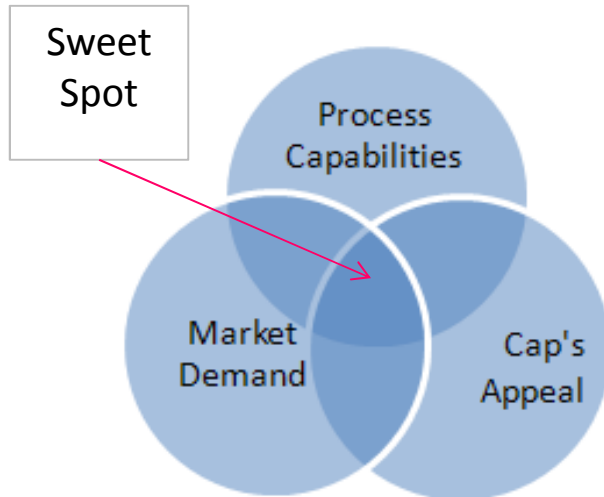 Sweet
Spot
Process
Capabilities
Market
Demand
Cap's
Appeal